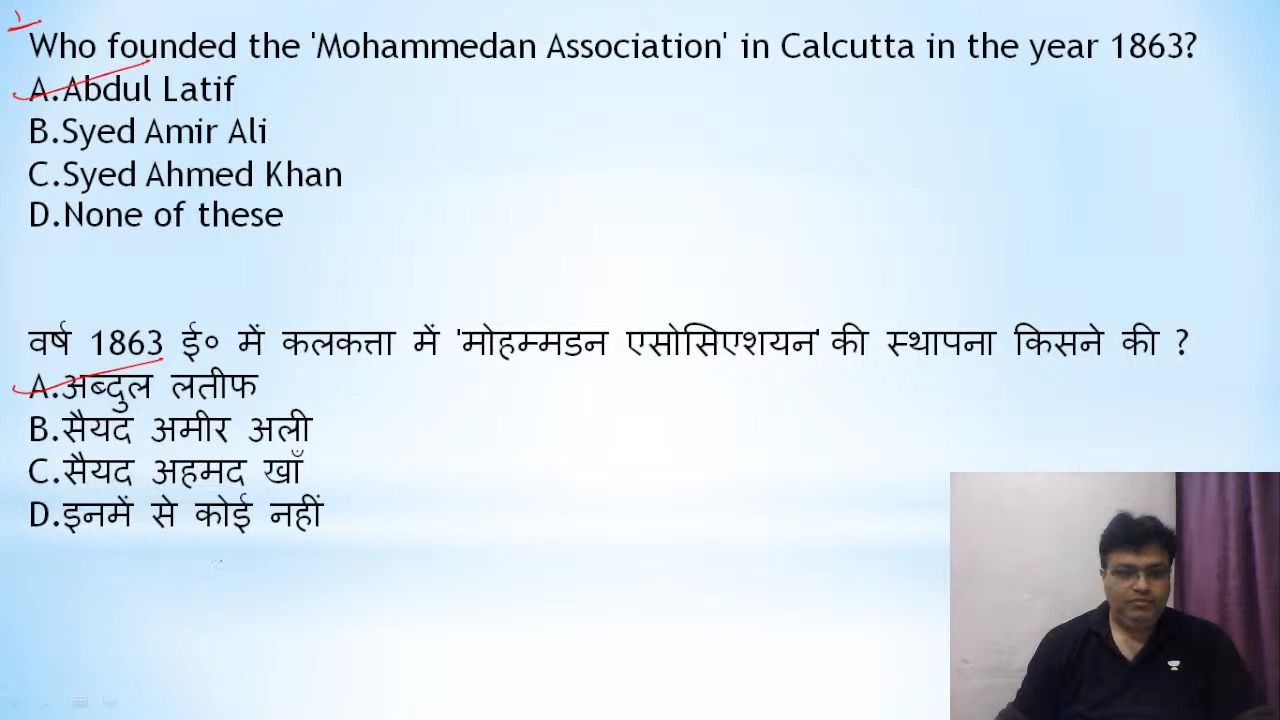 Who founded the 'Mohammedan Association' in Calcutta in the year 1863?
A.Abdul Latif
B.Syed Amir Ali
C.Syed Ahmed Khan
D.None of these
वर्ष 1863 ई० में कलकत्ता में 'मोहम्मडन एसोसिएशयन' की स्थापना किसने की ?
A.अब्दुल लतीफ
B.सैयद अमीर अली
C.सैयद अहमद खाँ
D.इनमें से कोई नहीं